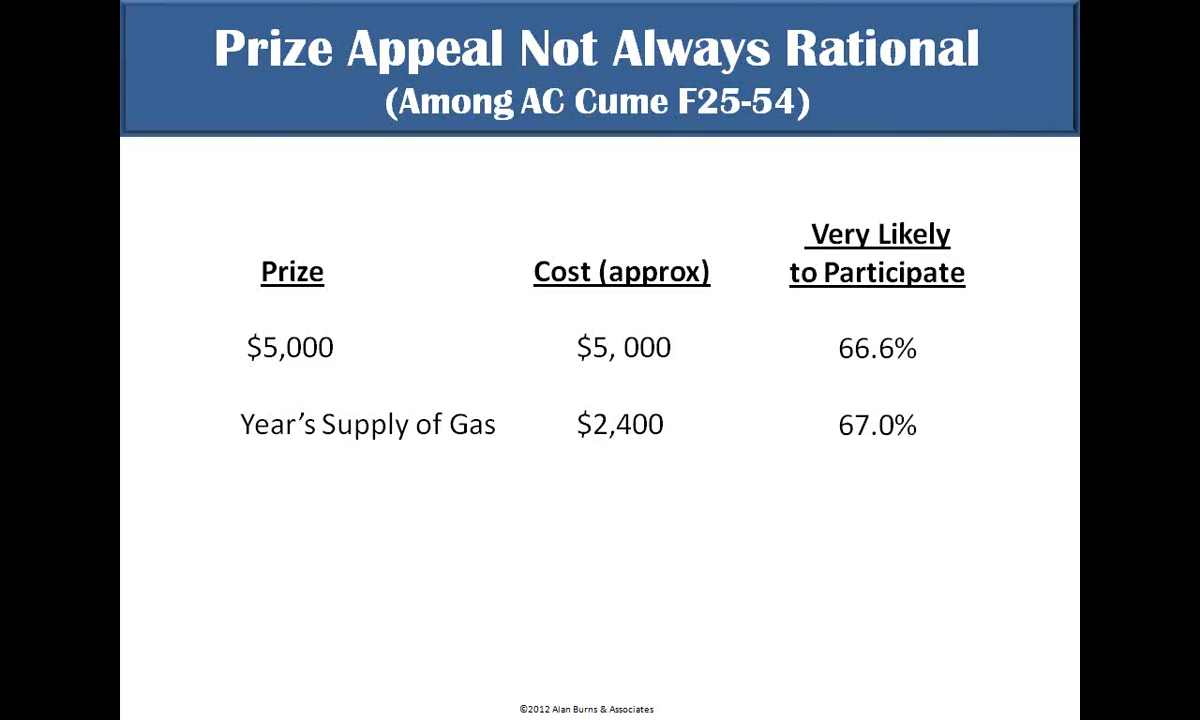 Prize Appeal Not Always Rational
(Among AC Cume F25-54)
Very Likely
Prize Cost (approx) to Participate
$5,000 $5, 000 66.6%
Year's Supply of Gas $2,400 67.0%
©2012 Alan Burns & Associates